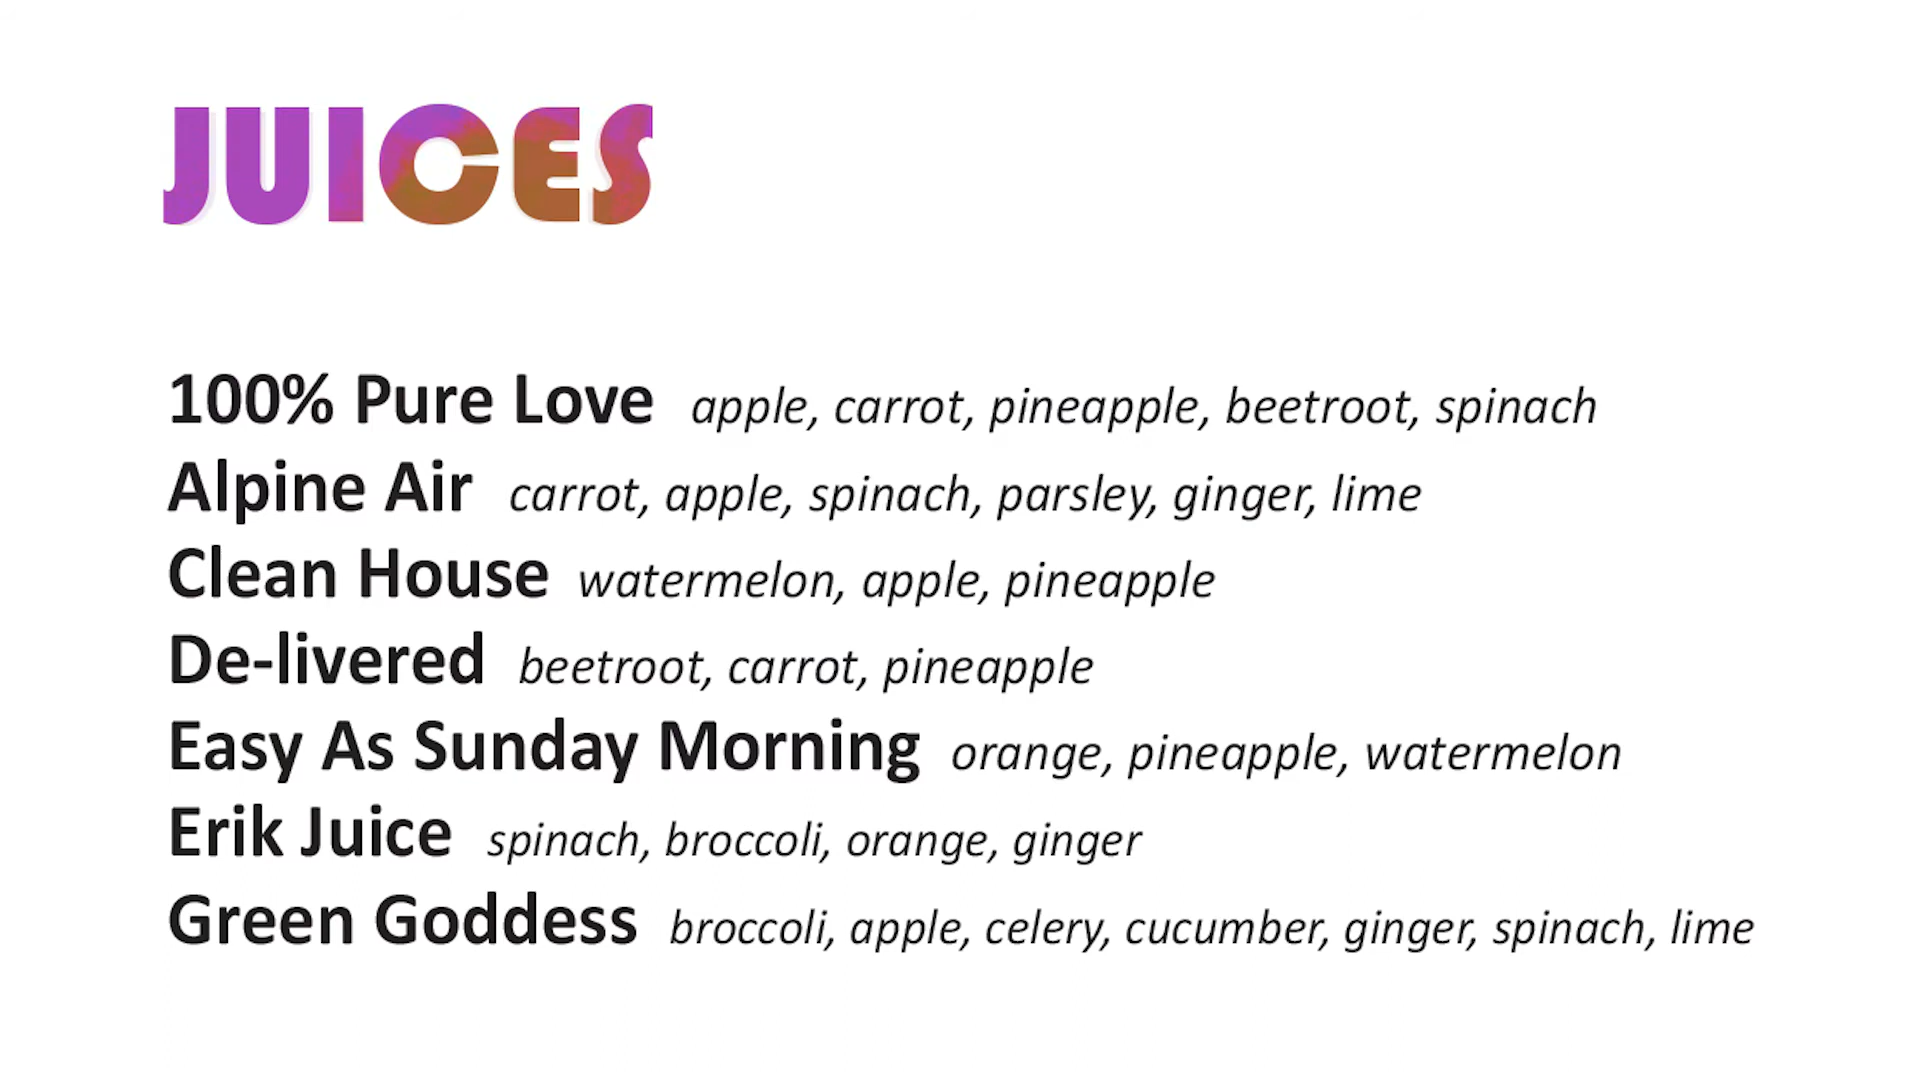 JUICES
100% Pure Love apple, carrot, pineapple, beetroot, spinach
Alpine Air carrot, apple, spinach, parsley, ginger, lime
Clean House watermelon, apple, pineapple
De-livered beetroot, carrot, pineapple
Easy As Sunday Morning orange, pineapple, watermelon
Erik Juice spinach, broccoli, orange, ginger
Green Goddess broccoli, apple, celery, cucumber, ginger, spinach, lime